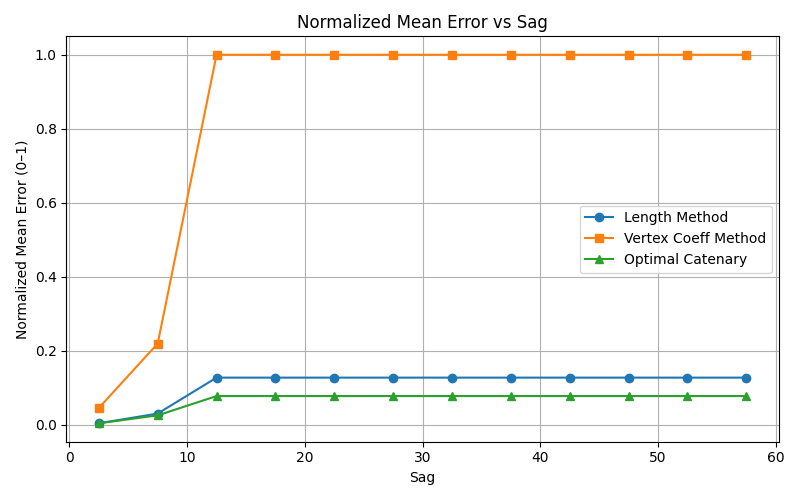 Normalized Mean Error vs Sag
Normalized Mean Error (0–1)
1.0
0.8
0.6
0.4
0.2
0.0
Length Method
Vertex Coeff Method
Optimal Catenary
0 10 20 30 40 50 60
Sag